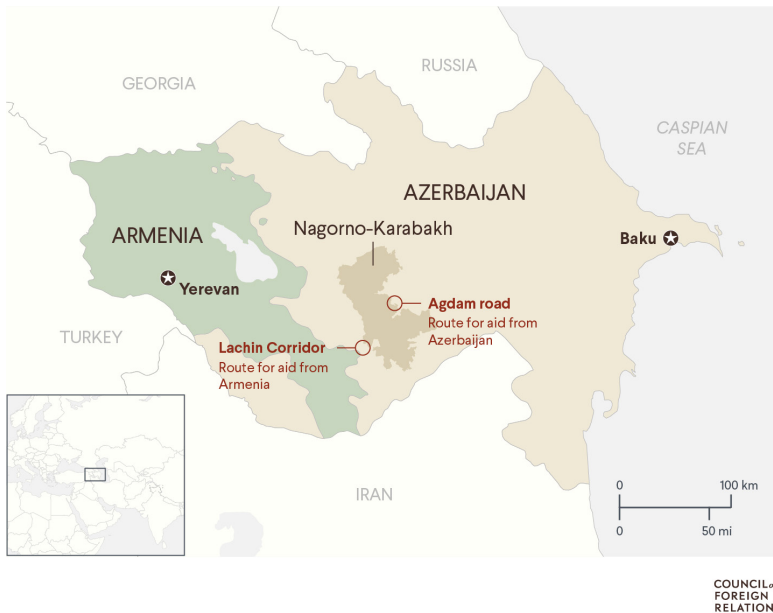 RUSSIA
GEORGIA
CASPIAN
SEA
AZERBAIJAN
Nagorno-Karabakh
ARMENIA
Baku
Yerevan
Agdam road
Route for aid from
Azerbaijan
TURKEY
Lachin Corridor
Route for aid from
Armenia
IRAN
0 100 km
0 50 mi
COUNCIL
FOREIGN
RELATION